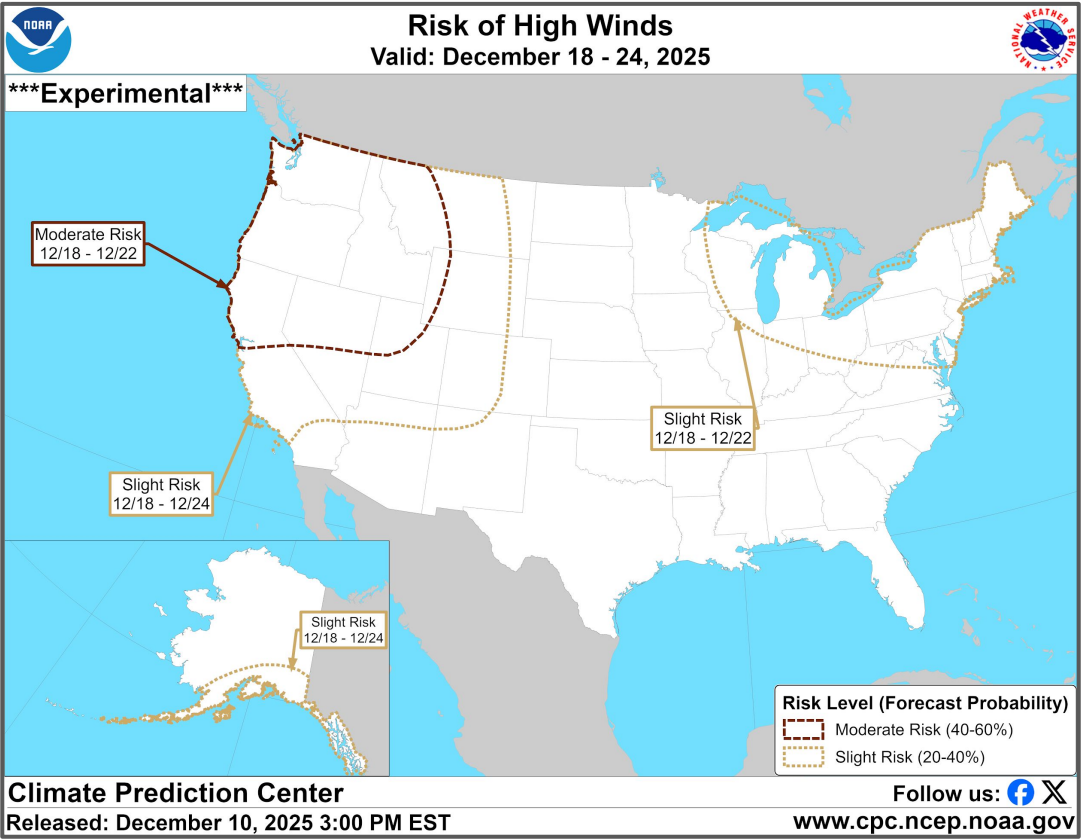 NOAA
Risk of High Winds
Valid: December 18 - 24, 2025
NATIONAL WEATHER SERVICE
***Experimental***
Moderate Risk
12/18 - 12/22
Slight Risk
12/18 - 12/22
Slight Risk
12/18 - 12/24
Slight Risk
12/18 - 12/24
Risk Level (Forecast Probability)
Moderate Risk (40-60%)
Slight Risk (20-40%)
Climate Prediction Center
Follow us:
Released: December 10, 2025 3:00 PM EST
www.cpc.ncep.noaa.gov